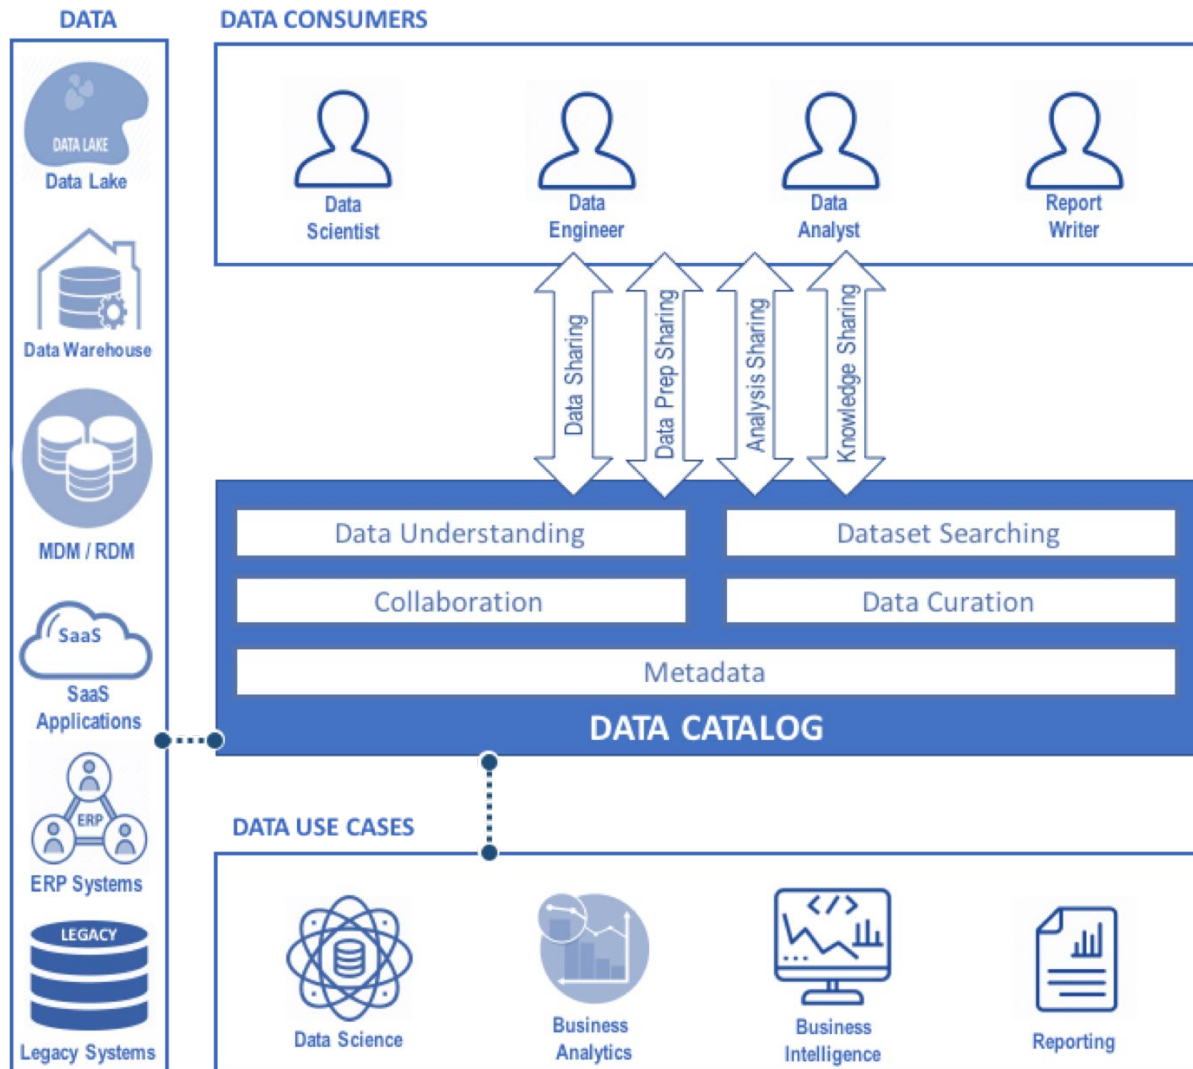 DATA
DATA LAKE
Data Lake
Data Warehouse
MDM / RDM
SaaS
SaaS
Applications
ERP
ERP Systems
LEGACY
Legacy Systems
DATA CONSUMERS
Data
Scientist
Data
Engineer
Data
Analyst
Report
Writer
Data Sharing
Data Prep Sharing
Analysis Sharing
Knowledge Sharing
Data Understanding
Dataset Searching
Collaboration
Data Curation
Metadata
DATA CATALOG
DATA USE CASES
Data Science
Business
Analytics
</>
Business
Intelligence
Reporting